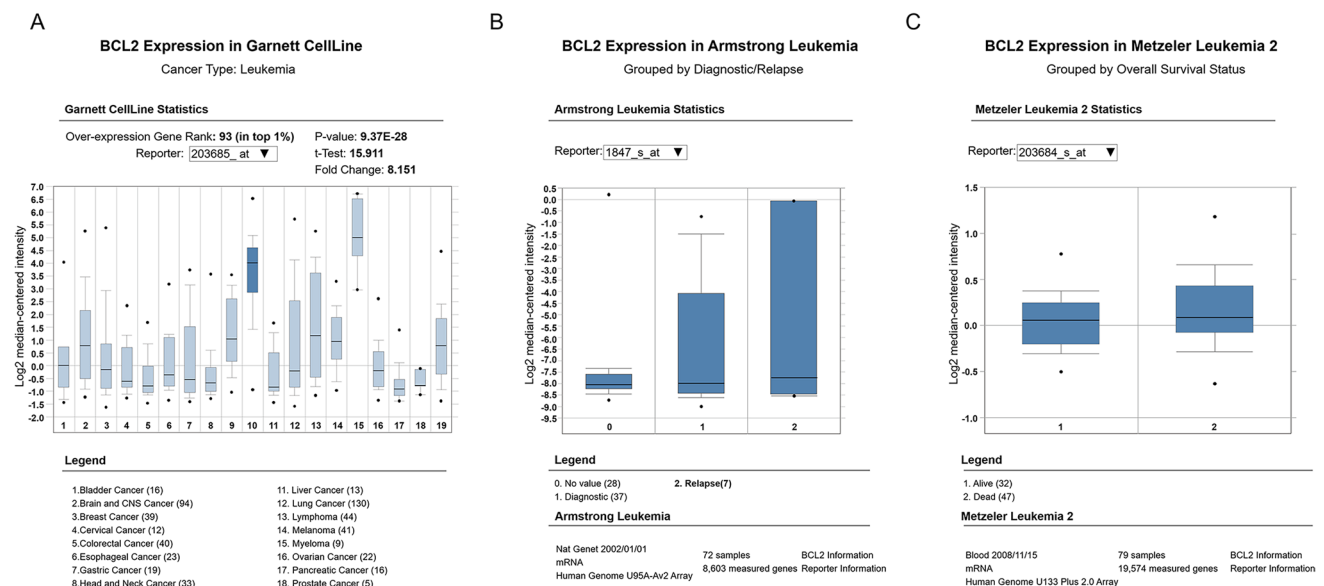 A
BCL2 Expression in Garnett CellLine
Cancer Type: Leukemia
Garnett CellLine Statistics
Over-expression Gene Rank: 93 (in top 1%)
P-value: 9.37E-28
Reporter: 203685_ at ▼
t-Test: 15.911
Fold Change: 8.151
Log2 median-centered intensity
7.0
6.5
6.0
5.5
5.0
4.5
4.0
3.5
3.0
2.5
2.0
1.5
1.0
0.5
0.0
-0.5
-1.0
-1.5
-2.0
1 2 3 4 5 6 7 8 9 10 11 12 13 14 15 16 17 18 19
Legend
1.Bladder Cancer (16)
2.Brain and CNS Cancer (94)
3.Breast Cancer (39)
4.Cervical Cancer (12)
5.Colorectal Cancer (40)
6.Esophageal Cancer (23)
7.Gastric Cancer (19)
8.Head and Neck Cancer (33)
11. Liver Cancer (13)
12. Lung Cancer (130)
13. Lymphoma (44)
14. Melanoma (41)
15. Myeloma (9)
16. Ovarian Cancer (22)
17. Pancreatic Cancer (16)
18. Prostate Cancer (5)
B
BCL2 Expression in Armstrong Leukemia
Grouped by Diagnostic/Relapse
Armstrong Leukemia Statistics
Reporter: 1847_s_at ▼
Log2 median-centered intensity
0.5
0.0
-0.5
-1.0
-1.5
-2.0
-2.5
-3.0
-3.5
-4.0
-4.5
-5.0
-5.5
-6.0
-6.5
-7.0
-7.5
-8.0
-8.5
-9.0
-9.5
0 1 2
Legend
0. No value (28)
1. Diagnostic (37)
2. Relapse(7)
Armstrong Leukemia
Nat Genet 2002/01/01
mRNA
Human Genome U95A-Av2 Array
72 samples
8,603 measured genes
BCL2 Information
Reporter Information
C
BCL2 Expression in Metzeler Leukemia 2
Grouped by Overall Survival Status
Metzeler Leukemia 2 Statistics
Reporter: 203684_s_at ▼
Log2 median-centered intensity
1.5
1.0
0.5
0.0
-0.5
-1.0
1 2
Legend
1. Alive (32)
2. Dead (47)
Metzeler Leukemia 2
Blood 2008/11/15
mRNA
Human Genome U133 Plus 2.0 Array
79 samples
19,574 measured genes
BCL2 Information
Reporter Information